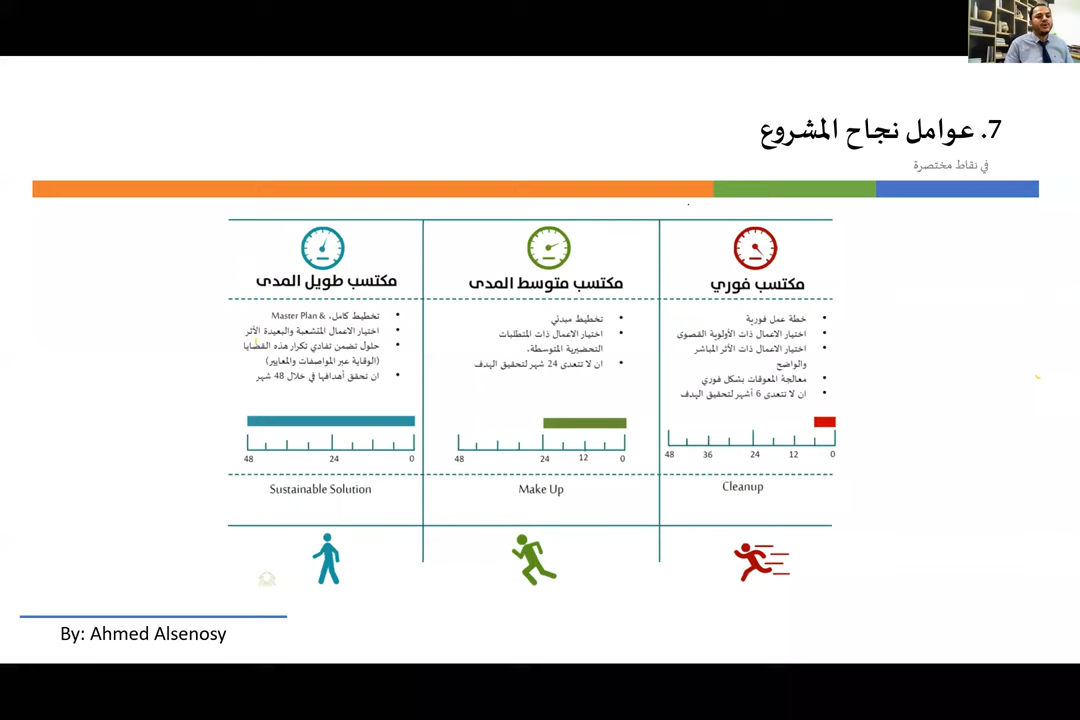 7. عوامل نجاح المشروع
في نقاط مختصرة
مكتسب فوري
• خطة عمل فورية
• اختيار الأعمال ذات الأولوية القصوى
• اختيار الأعمال ذات الأثر المباشر
والواضح
• معالجة المعوقات بشكل فوري
• ان لا تتعدى 6 أشهر لتحقيق الهدف
48 36 24 12 0
Cleanup
مكتسب متوسط المدى
• تخطيط مبدئي
• اختيار الاعمال ذات المتطلبات
التحضيرية المتوسطة.
• ان لا تتعدى 24 شهر لتحقيق الهدف
48 24 12 0
Make Up
مكتسب طويل المدى
• تخطيط كامل، & Master Plan
• اختيار الاعمال المتشعبة والبعيدة الأثر
• حلول تضمن تفادي تكرار هذه القضايا
(الوقاية عبر المواصفات والمعايير)
• ان تحقق أهدافها في خلال 48 شهر
48 24 0
Sustainable Solution
By: Ahmed Alsenosy